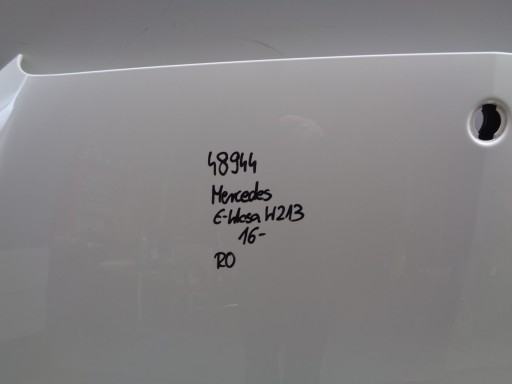 48944
Mercedes
E-klasa W213
16-
RO